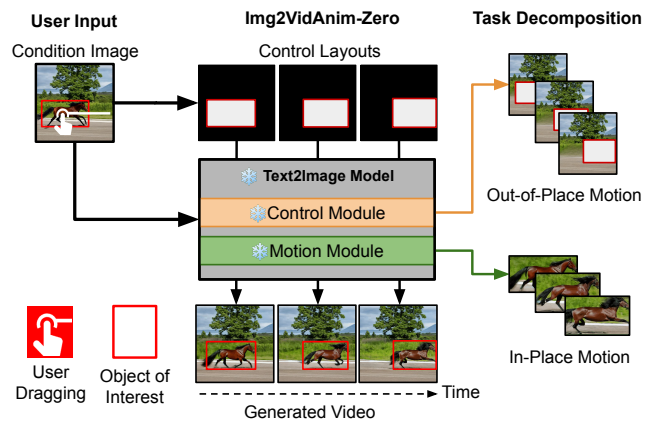 User Input
Img2VidAnim-Zero
Task Decomposition
Condition Image
Control Layouts
Text2Image Model
Control Module
Motion Module
Out-of-Place Motion
In-Place Motion
User
Dragging
Object of
Interest
Time
Generated Video